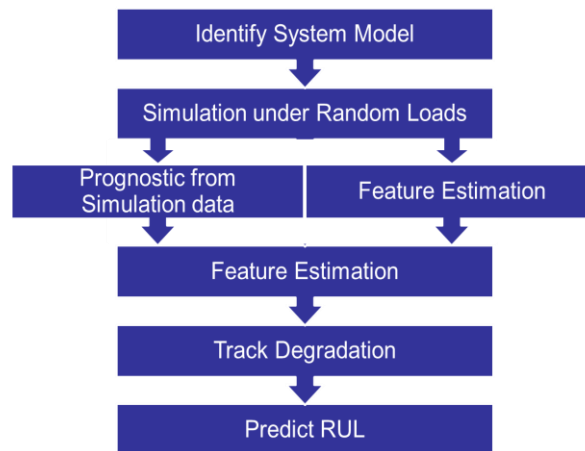 Identify System Model
Simulation under Random Loads
Prognostic from
Simulation data
Feature Estimation
Feature Estimation
Track Degradation
Predict RUL